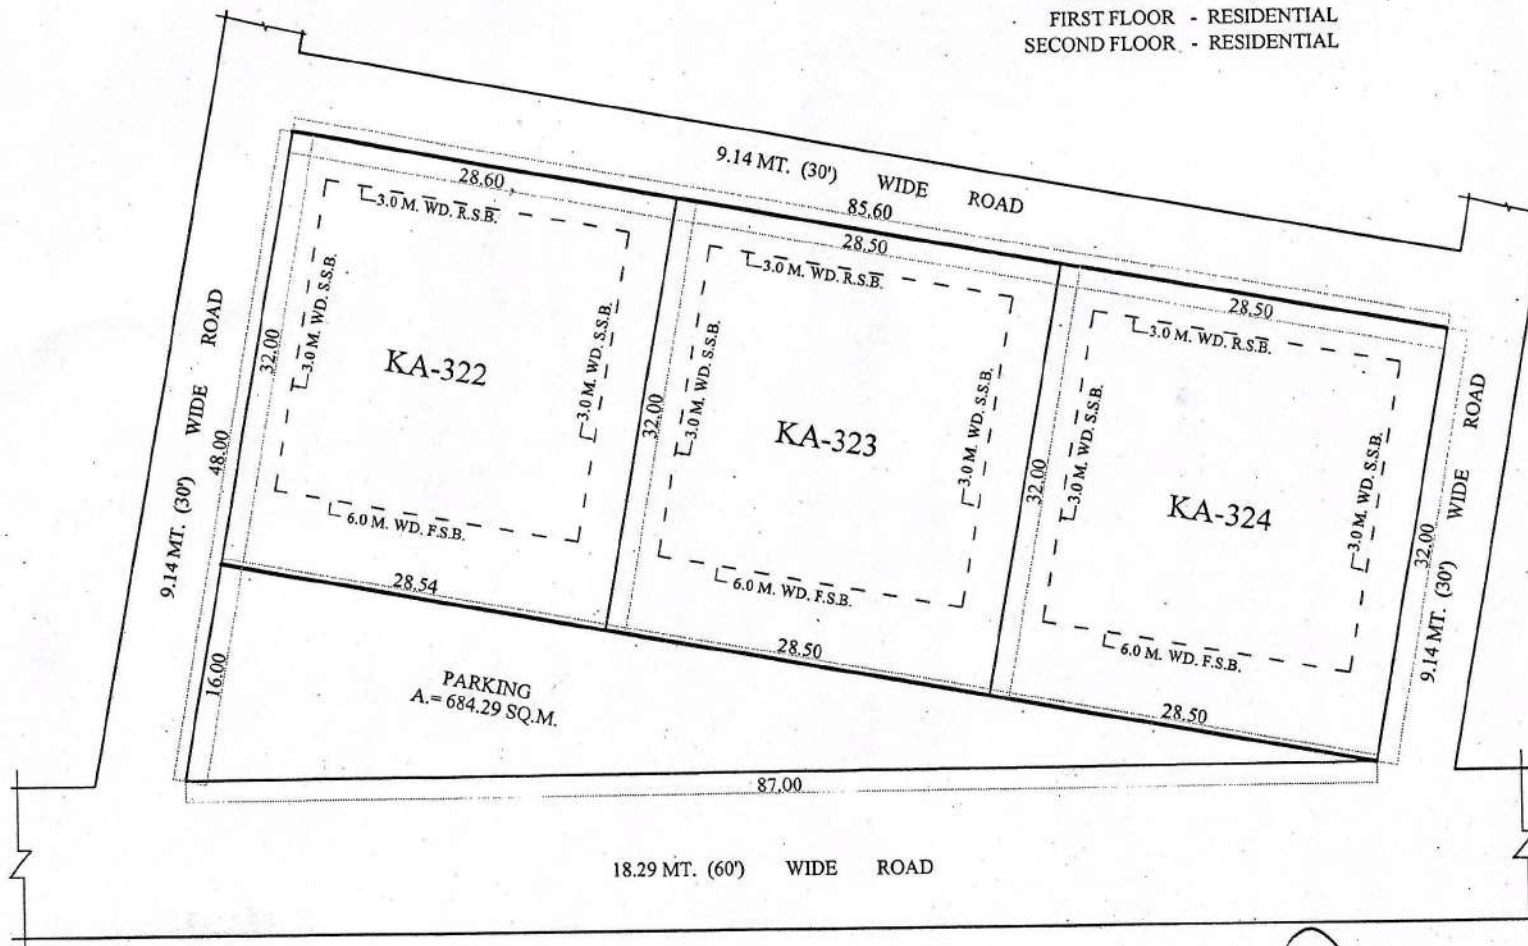 FIRST FLOOR - RESIDENTIAL
SECOND FLOOR - RESIDENTIAL
9.14 MT. (30') WIDE ROAD
85.60
28.60
28.50
28.50
3.0 M. WD. R.S.B.
3.0 M. WD. R.S.B.
3.0 M. WD. R.S.B.
9.14 MT. (30') WIDE ROAD
48.00
32.00
3.0 M. WD. S.S.B.
KA-322
3.0 M. WD. S.S.B.
32.00
3.0 M. WD. S.S.B.
KA-323
3.0 M. WD. S.S.B.
32.00
3.0 M. WD. S.S.B.
KA-324
3.0 M. WD. S.S.B.
32.00
9.14 MT. (30') WIDE ROAD
6.0 M. WD. F.S.B.
6.0 M. WD. F.S.B.
6.0 M. WD. F.S.B.
28.54
28.50
28.50
16.00
PARKING
A.= 684.29 SQ.M.
87.00
18.29 MT. (60') WIDE ROAD